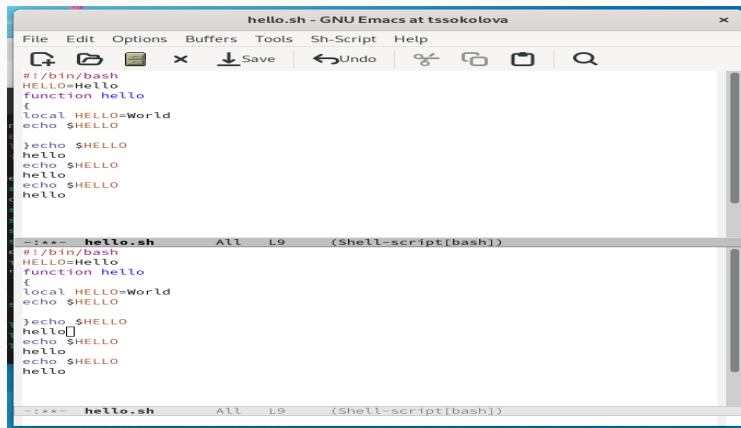 hello.sh - GNU Emacs at tssokolova
File Edit Options Buffers Tools Sh-Script Help
Save Undo
#!/bin/bash
HELLO=Hello
function hello
{
local HELLO=World
echo $HELLO
}echo $HELLO
hello
echo $HELLO
hello
echo $HELLO
hello
-:**- hello.sh All L9 (Shell-script[bash])
#!/bin/bash
HELLO=Hello
function hello
{
local HELLO=World
echo $HELLO
}echo $HELLO
hello
echo $HELLO
hello
echo $HELLO
hello
-:**- hello.sh All L9 (Shell-script[bash])